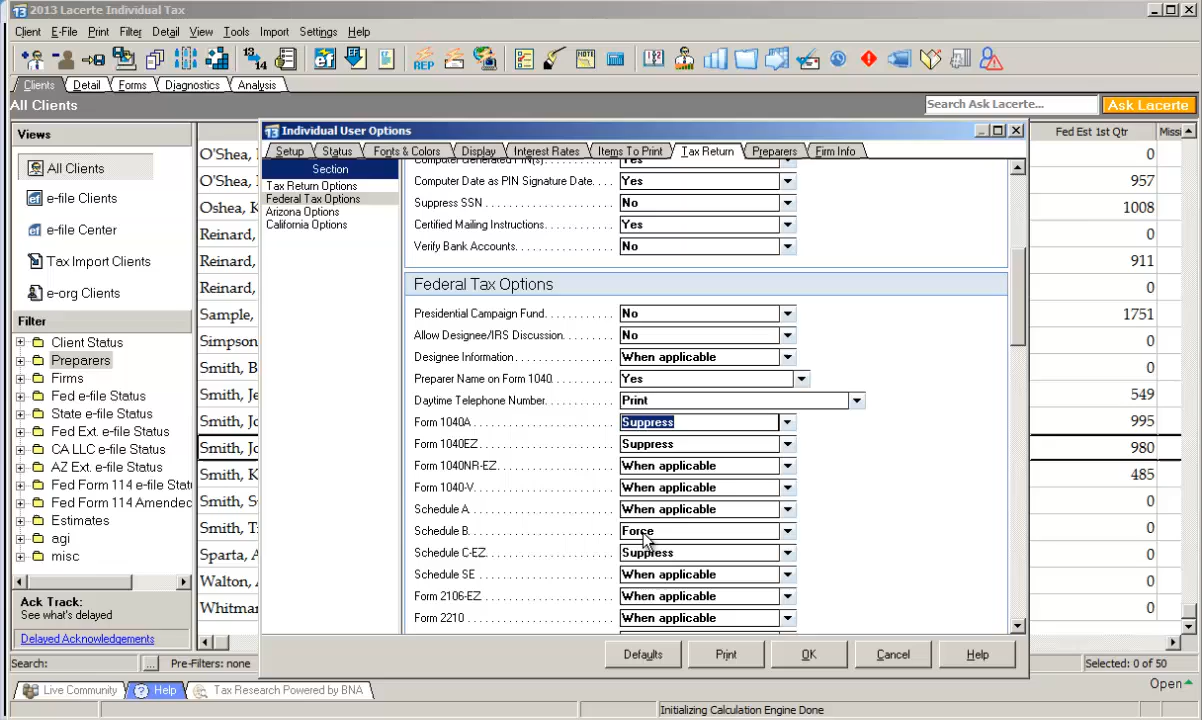 13 2013 Lacerte Individual Tax
Client E-File Print Filter Detail View Tools Import Settings Help
Clients Detail Forms Diagnostics Analysis
All Clients
Search Ask Lacerte... Ask Lacerte
Views
All Clients
e-file Clients
e-file Center
Tax Import Clients
e-org Clients
Filter
Client Status
Preparers
Firms
Fed e-file Status
State e-file Status
Fed Ext. e-file Status
CA LLC e-file Status
AZ Ext. e-file Status
Fed Form 114 e-file Statu
Fed Form 114 Amended
Estimates
agi
misc
Ack Track:
See what's delayed
Delayed Acknowledgements
O'Shea,
O'Shea, R
Oshea, K
Reinard,
Reinard,
Reinard,
Sample,
Simpson
Smith, B
Smith, Je
Smith, Jo
Smith, Jo
Smith, K
Smith, St
Smith, T
Sparta, A
Walton,
Whitman
13 Individual User Options
Setup Status Fonts & Colors Display Interest Rates Items To Print Tax Return Preparers Firm Info
Section
Tax Return Options
Federal Tax Options
Arizona Options
California Options
Computer Generated PIN(s) Yes
Computer Date as PIN Signature Date. . . . Yes
Suppress SSN No
Certified Mailing Instructions. Yes
Verify Bank Accounts. No
Federal Tax Options
Presidential Campaign Fund. No
Allow Designee/IRS Discussion. No
Designee Information. When applicable
Preparer Name on Form 1040. Yes
Daytime Telephone Number. Print
Form 1040A Suppress
Form 1040EZ Suppress
Form 1040NR-EZ. When applicable
Form 1040-V. When applicable
Schedule A. When applicable
Schedule B. Force
Schedule C-EZ. Suppress
Schedule SE When applicable
Form 2106-EZ When applicable
Form 2210 When applicable
Defaults Print OK Cancel Help
Fed Est 1st Qtr Missi
0
957
1008
0
911
0
1751
0
0
549
995
980
485
0
0
0
0
0
Search: ... Pre-Filters: none Selected: 0 of 50
Live Community Help Tax Research Powered by BNA Open
Initializing Calculation Engine Done